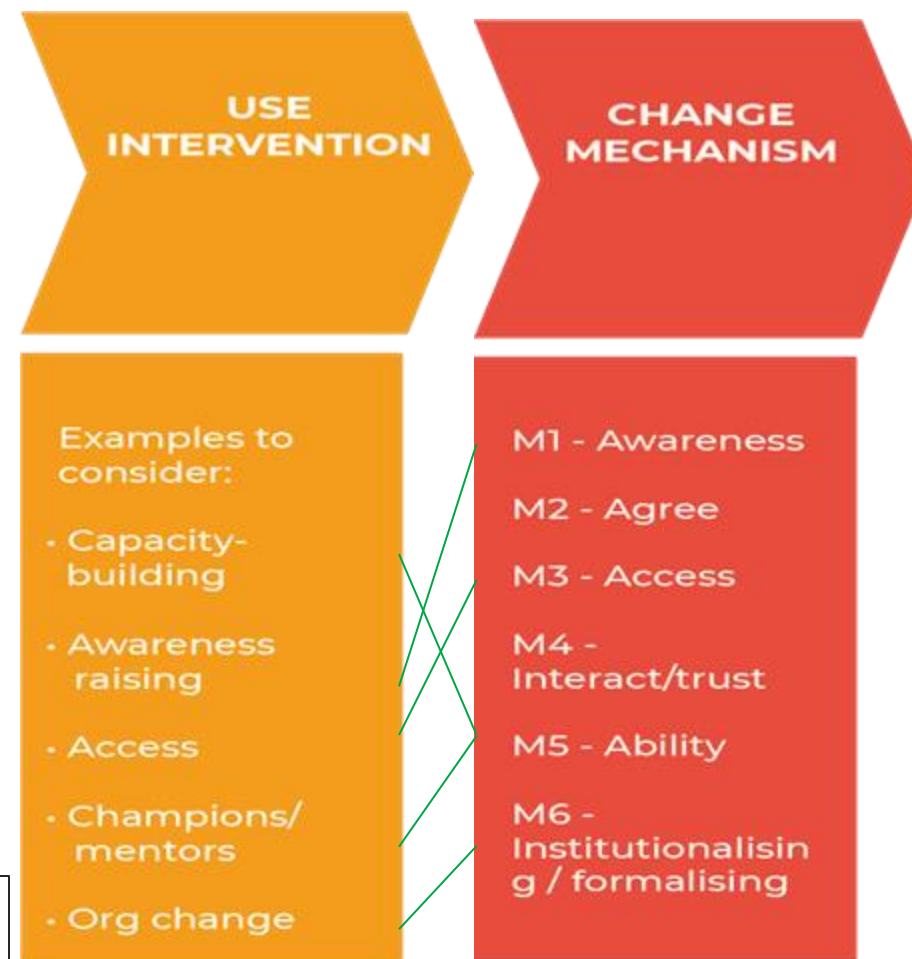 USE
INTERVENTION
Examples to
consider:
• Capacity-
building
• Awareness
raising
• Access
• Champions/
mentors
• Org change
CHANGE
MECHANISM
M1 - Awareness
M2 - Agree
M3 - Access
M4 -
Interact/trust
M5 - Ability
M6 -
Institutionalisin
g / formalising